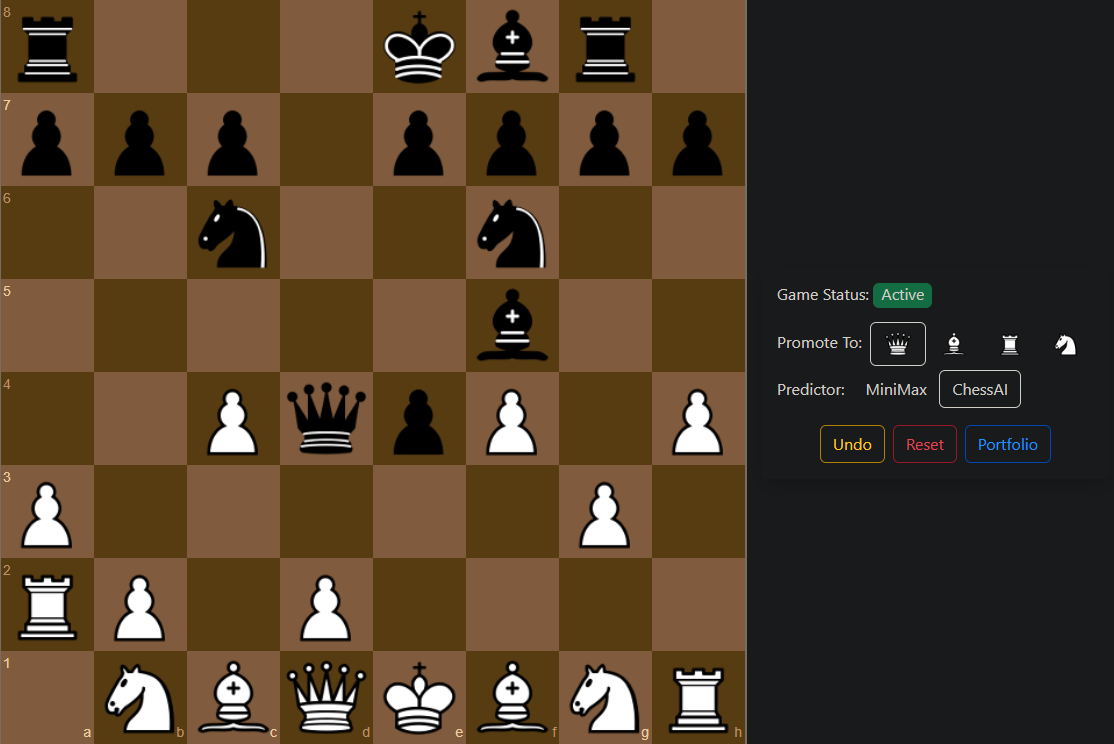 8
7
6
5
4
3
2
1
a b c d e f g h
Game Status: Active
Promote To:
Predictor: MiniMax ChessAI
Undo Reset Portfolio